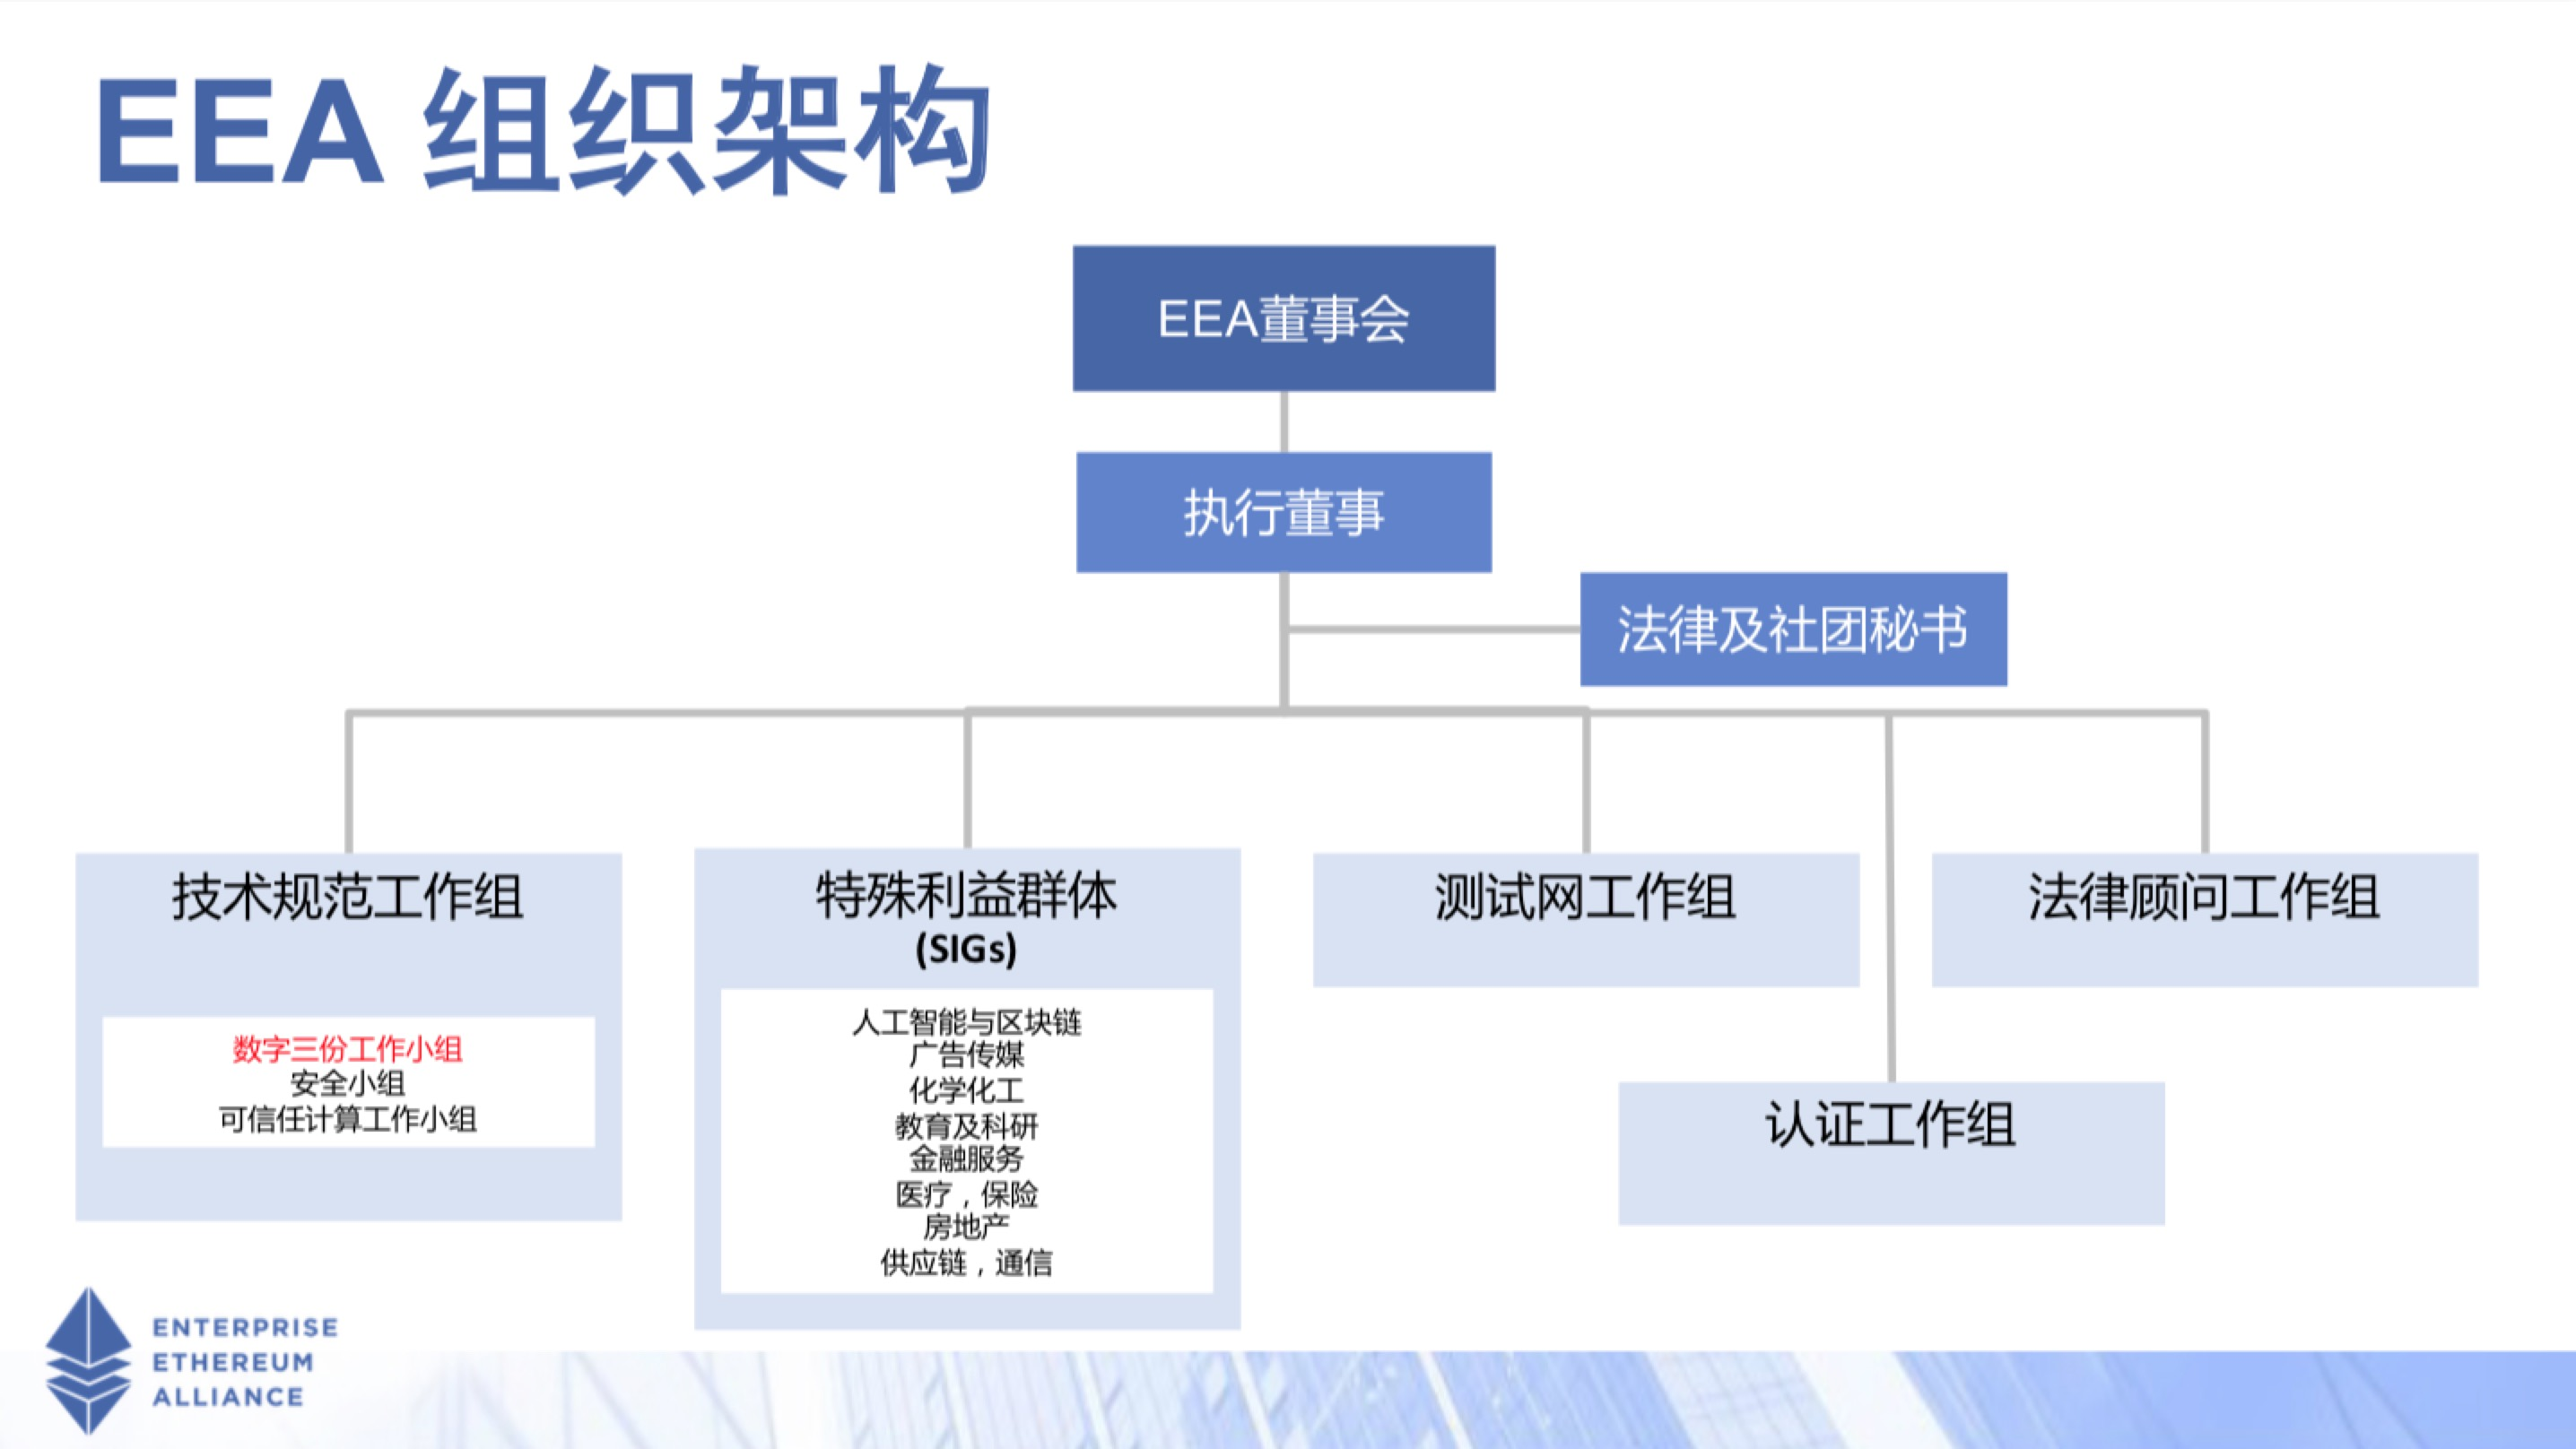 EEA 组织架构
EEA董事会
执行董事
法律及社团秘书
技术规范工作组
数字三份工作小组
安全小组
可信任计算工作小组
特殊利益群体
(SIGs)
人工智能与区块链
广告传媒
化学化工
教育及科研
金融服务
医疗，保险
房地产
供应链，通信
测试网工作组
法律顾问工作组
认证工作组
ENTERPRISE
ETHEREUM
ALLIANCE